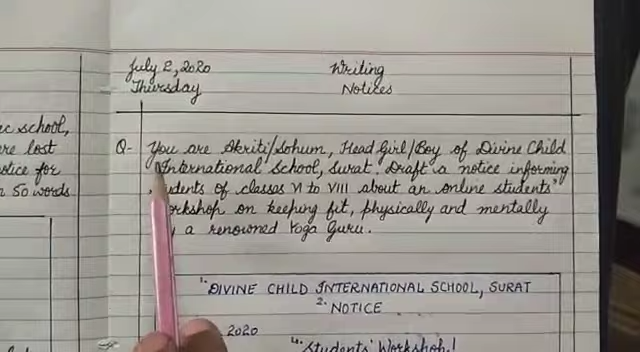 July 2, 2020
Thursday
Writing
Notices
ec school,
re lost
otice for
n 50 words
Q- You are Akriti/Sohum, Head Girl/Boy of Divine Child
International School, Surat. Draft a notice informing
students of classes VI to VIII about an online students'
workshop on keeping fit, physically and mentally
a renowned Yoga Guru.
1. DIVINE CHILD INTERNATIONAL SCHOOL, SURAT
2. NOTICE
2020
4. Students' Workshop!